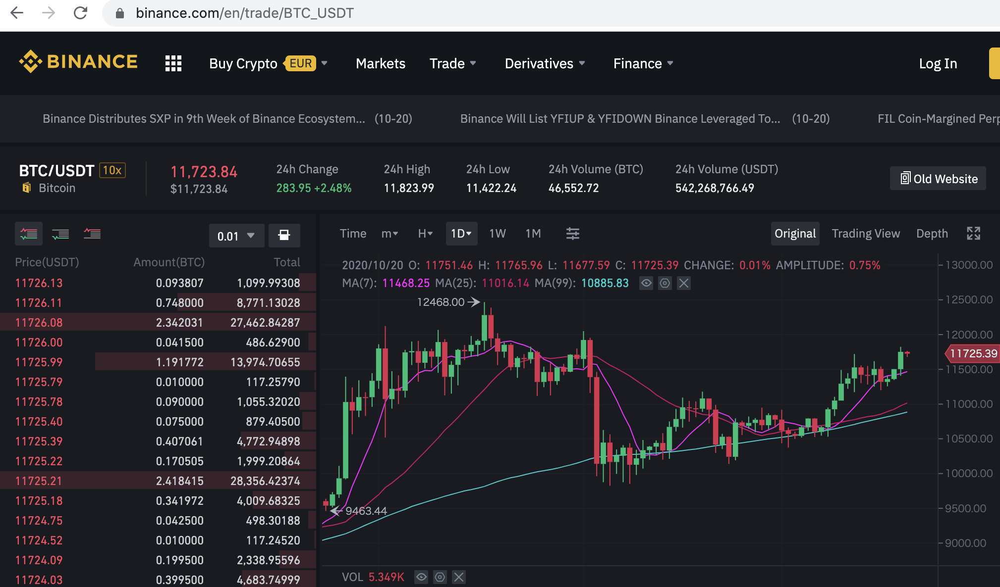 binance.com/en/trade/BTC_USDT
BINANCE Buy Crypto EUR Markets Trade Derivatives Finance Log In
Binance Distributes SXP in 9th Week of Binance Ecosystem... (10-20) Binance Will List YFIUP & YFIDOWN Binance Leveraged To... (10-20) FIL Coin-Margined Perp
BTC/USDT 10x 11,723.84 24h Change 24h High 24h Low 24h Volume (BTC) 24h Volume (USDT)
Bitcoin $11,723.84 283.95 +2.48% 11,823.99 11,422.24 46,552.72 542,268,766.49
Old Website
0.01
Time m H 1D 1W 1M Original Trading View Depth
Price(USDT) Amount(BTC) Total
11726.13 0.093807 1,099.99308
11726.11 0.748000 8,771.13028
11726.08 2.342031 27,462.84287
11726.00 0.041500 486.62900
11725.99 1.191772 13,974.70655
11725.79 0.010000 117.25790
11725.78 0.090000 1,055.32020
11725.40 0.075000 879.40500
11725.39 0.407061 4,772.94898
11725.22 0.170505 1,999.20864
11725.21 2.418415 28,356.42374
11725.18 0.341972 4,009.68325
11724.75 0.042500 498.30188
11724.52 0.010000 117.24520
11724.09 0.199500 2,338.95596
11724.03 0.399500 4,683.74999
2020/10/20 O: 11751.46 H: 11765.96 L: 11677.59 C: 11725.39 CHANGE: 0.01% AMPLITUDE: 0.75%
MA(7): 11468.25 MA(25): 11016.14 MA(99): 10885.83
12468.00
9463.44
13000.00
12500.00
12000.00
11725.39
11500.00
11000.00
10500.00
10000.00
9500.00
9000.00
VOL 5.349K